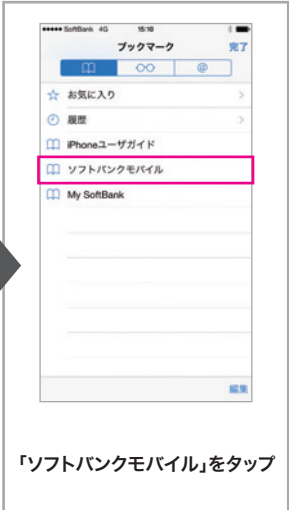 ●●●●● SoftBank 4G 15:10
ブックマーク 完了
@
お気に入り
履歴
iPhoneユーザガイド
ソフトバンクモバイル
My SoftBank
編集
「ソフトバンクモバイル」をタップ